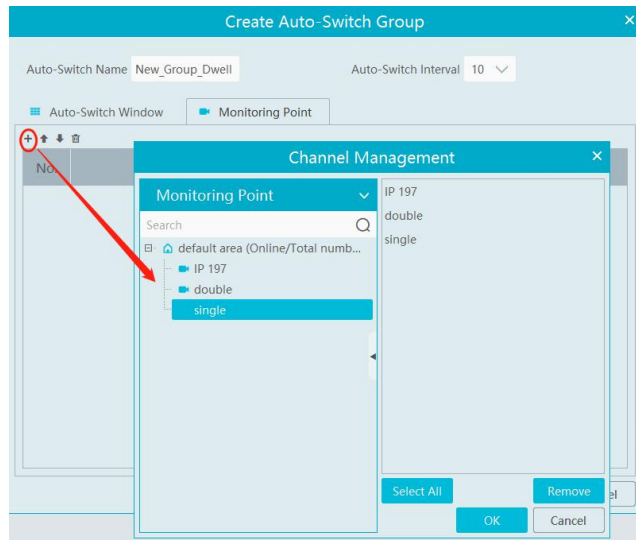 Create Auto-Switch Group
Auto-Switch Name New_Group_Dwell Auto-Switch Interval 10
Auto-Switch Window Monitoring Point
No.
Channel Management
Monitoring Point
Search
default area (Online/Total numb...
IP 197
double
single
IP 197
double
single
Select All Remove
OK Cancel